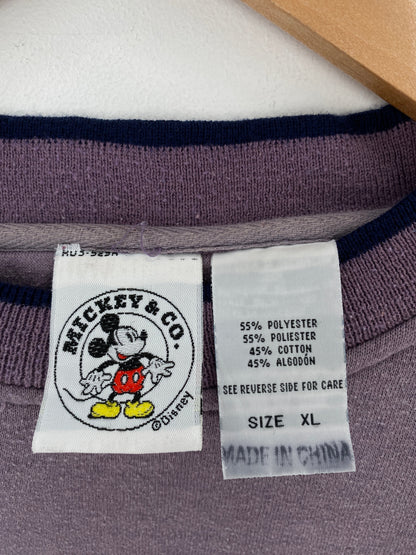 MICKEY & CO.
©Disney
55% POLYESTER
55% POLIESTER
45% COTTON
45% ALGODÓN
SEE REVERSE SIDE FOR CARE
SIZE XL
MADE IN CHINA